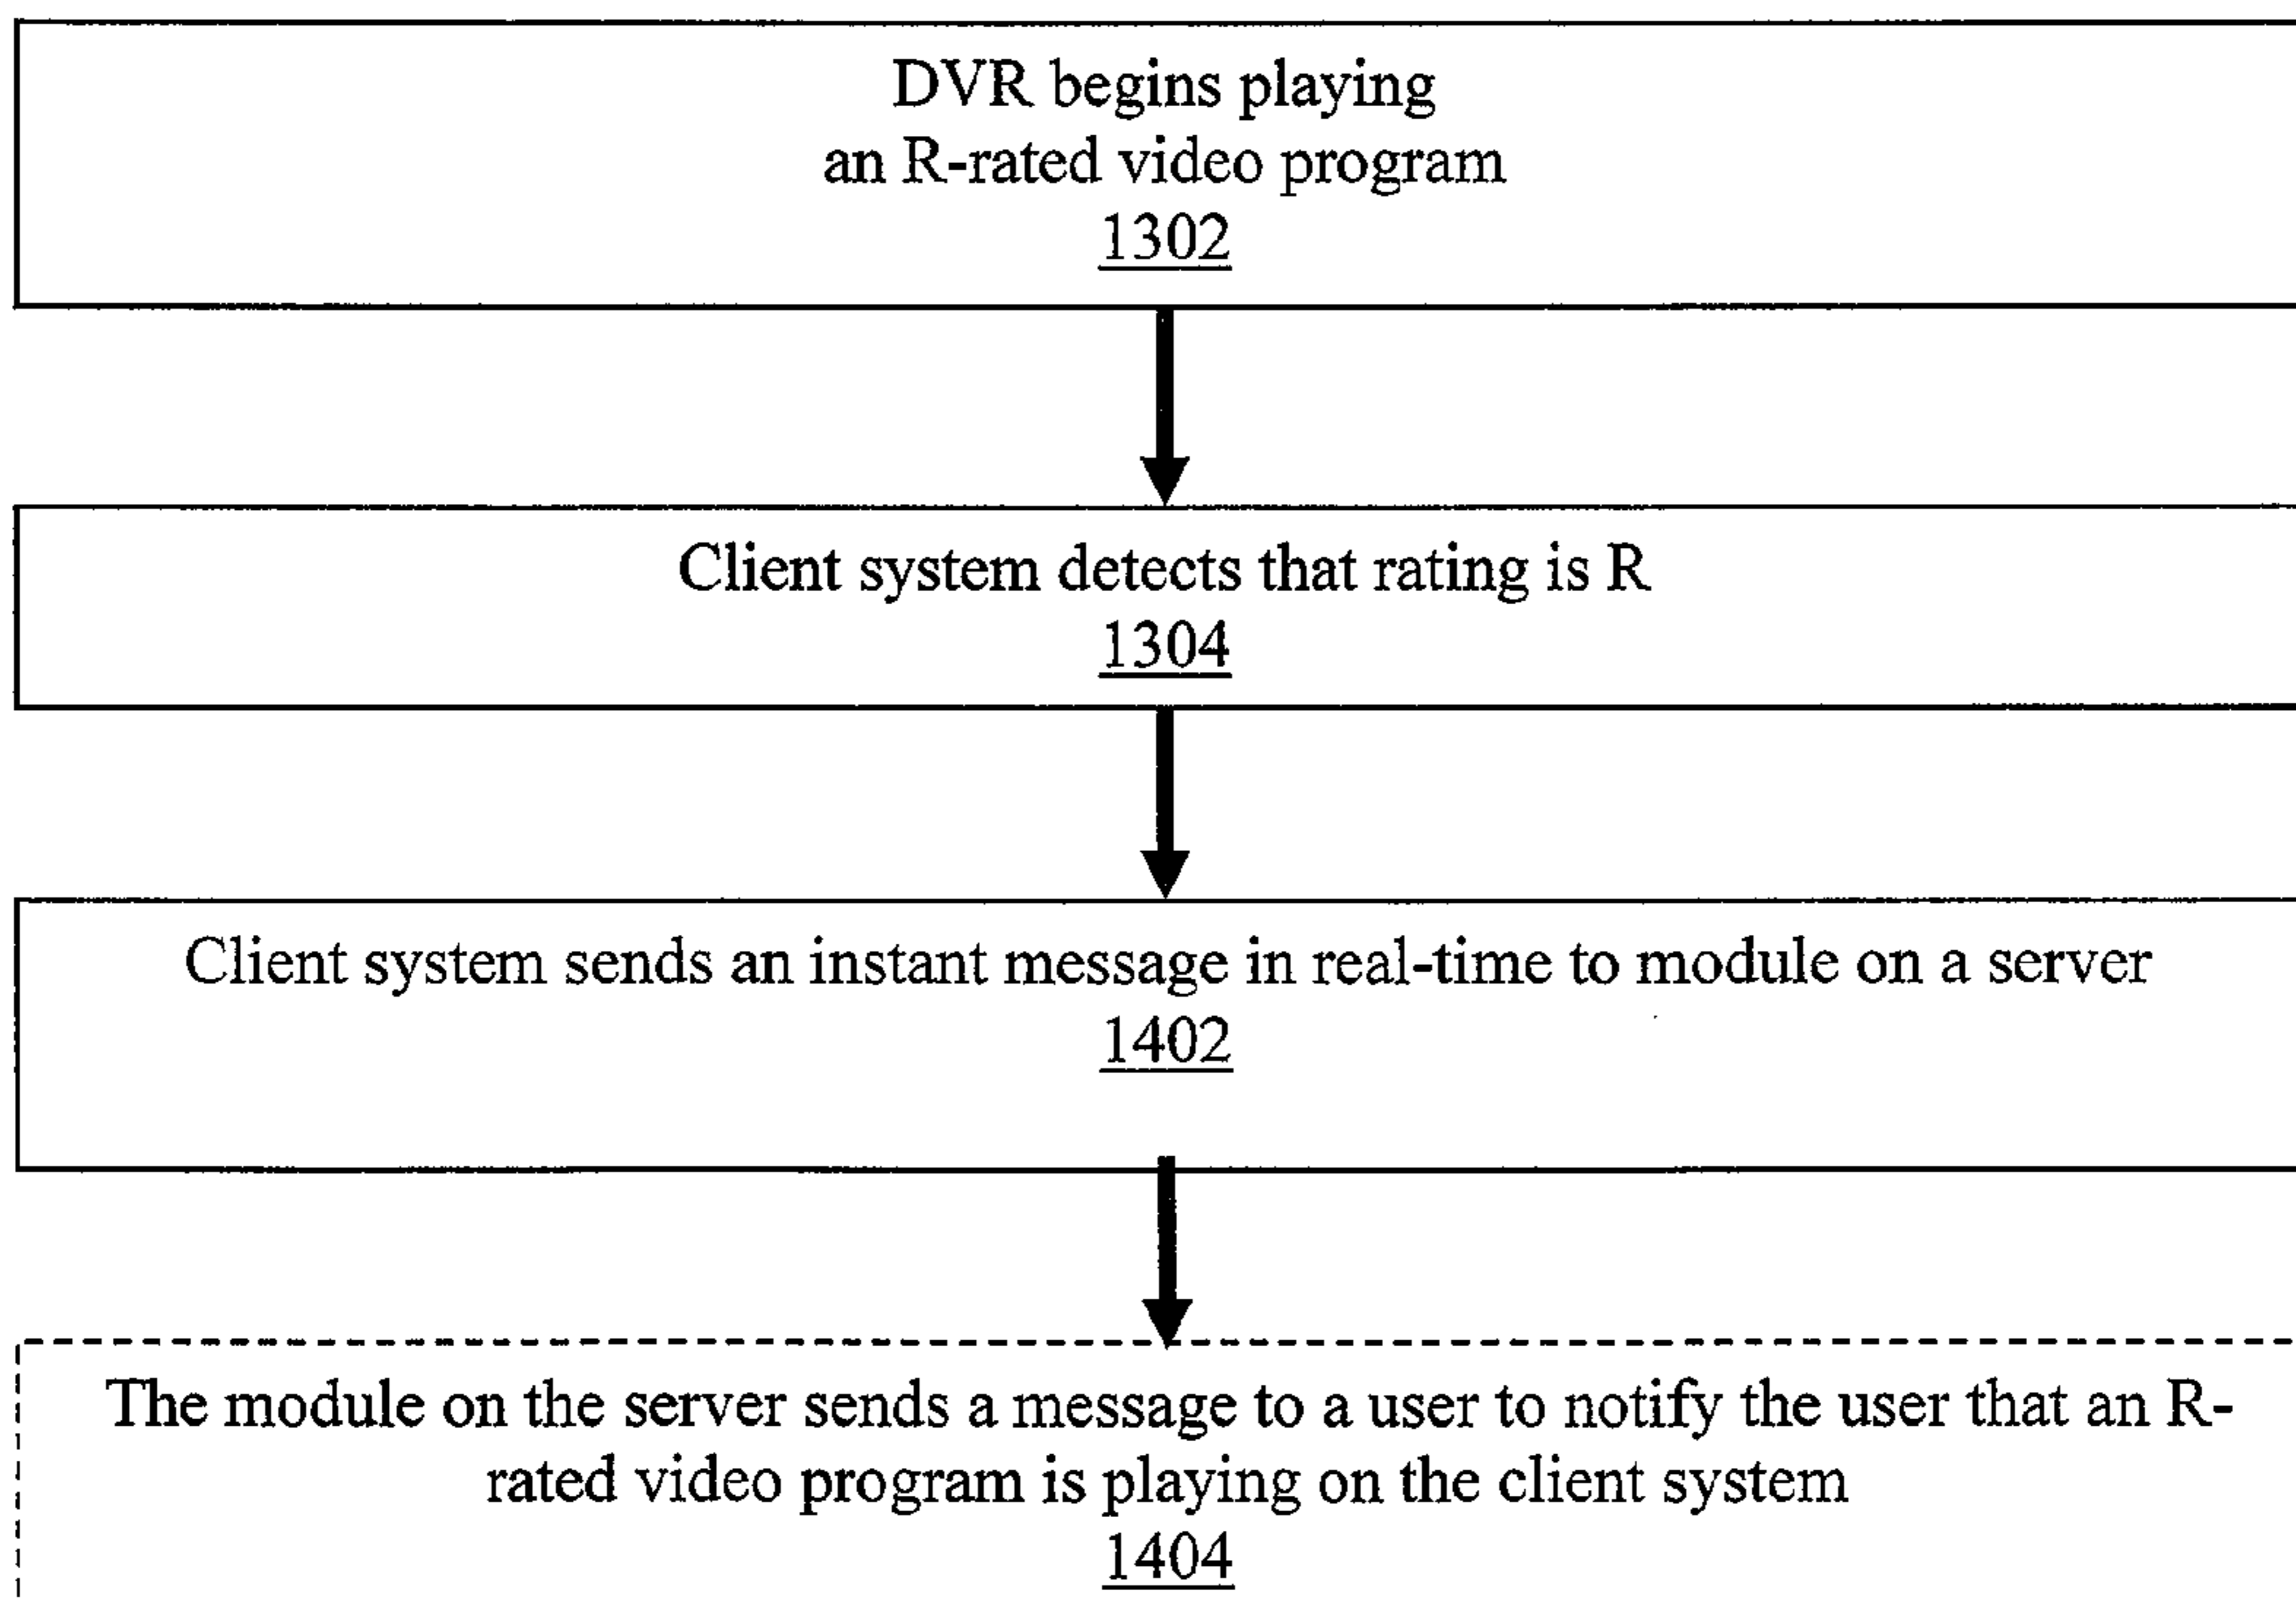 DVR begins playing
an R-rated video program
1302
Client system detects that rating is R
1304
Client system sends an instant message in real-time to module on a server
1402
The module on the server sends a message to a user to notify the user that an R-
rated video program is playing on the client system
1404